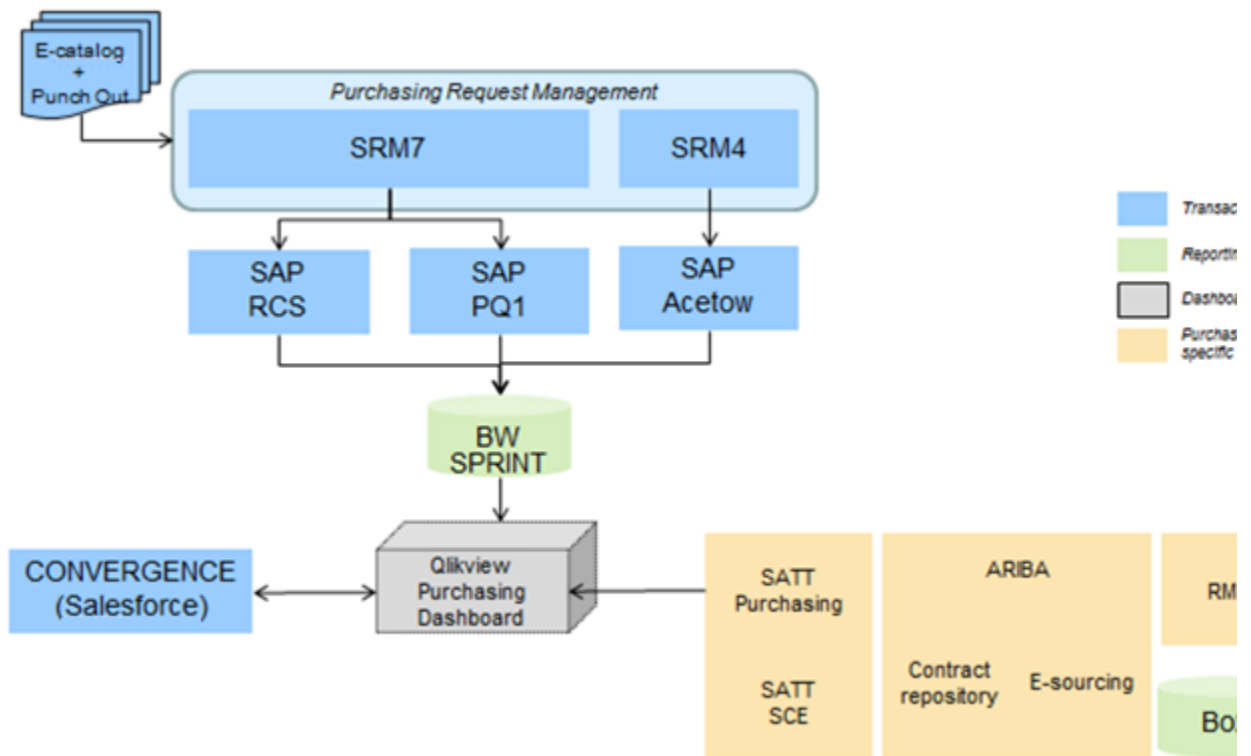 E-catalog
+
Punch Out
Purchasing Request Management
SRM7
SRM4
SAP
RCS
SAP
PQ1
SAP
Acetow
BW
SPRINT
CONVERGENCE
(Salesforce)
Qlikview
Purchasing
Dashboard
SATT
Purchasing
SATT
SCE
ARIBA
Contract
repository
E-sourcing
specific